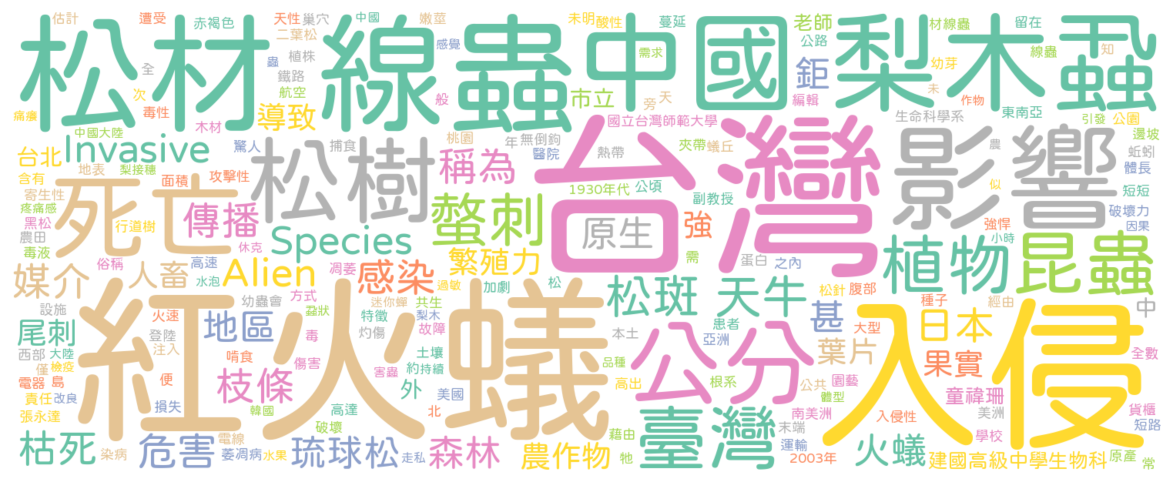 松材線蟲
中國梨木蝨
台灣
影響
紅火蟻
入侵
松樹
死亡
公分
臺灣
昆蟲
植物
螫刺
Invasive
Alien
Species
傳播
稱為
媒介
人畜
感染
繁殖力
松斑
天牛
原生
強
甚
日本
葉片
果實
地區
枝條
尾刺
枯死
危害
琉球松
森林
農作物
火蟻
外
導致
市立
鉅
台北
老師
童禕珊
建國高級中學生物科
國立台灣師範大學
生命科學系
副教授
張永達
估計
遭受
赤褐色
天性
巢穴
中國
嫩莖
未明
酸性
蔓延
公路
材線蟲
留在
知
二葉松
感覺
需求
線蟲
植株
蟲
幼芽
全
鐵路
未
次
航空
般
旁
天
編輯
作物
東南亞
痛癢
毒性
引發
公園
中國大陸
木材
驚人
桃園
年
無倒鉤
夾帶
蟻丘
農
邊坡
地表
梨接穗
捕食
醫院
熱帶
蚯蚓
含有
面積
攻擊性
1930年代
公頃
似
體長
寄生性
短短
疼痛感
破壞力
黑松
行道樹
強悍
因果
農田
休克
小時
毒液
俗稱
高速
凋萎
需
蛋白
之內
水泡
過敏
加劇
松
松針
腹部
種子
經由
中
設施
幼蟲會
方式
迷你蟬
共生
火速
特徵
梨木
患者
大型
登陸
注入
灼傷
故障
本土
亞洲
西部
大陸
毒
土壤
全數
僅
檢疫
啃食
傷害
害蟲
約持續
品種
根系
公共
園藝
電器
島
便
美國
高出
體型
責任
改良
韓國
南美洲
美洲
貨櫃
損失
高達
北
末端
入侵性
短路
破壞
學校
染病
電線
萎凋病
水果
走私
藉由
牠
運輸
2003年
原產
常